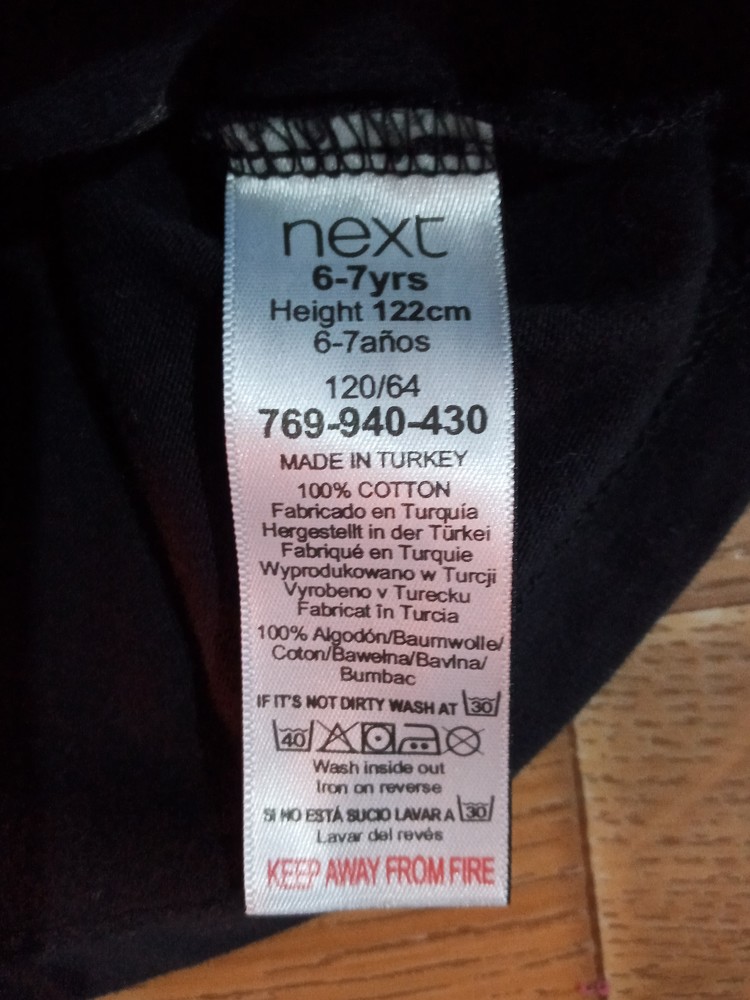 next
6-7yrs
Height 122cm
6-7años
120/64
769-940-430
MADE IN TURKEY
100% COTTON
Fabricado en Turquía
Hergestellt in der Türkei
Fabriqué en Turquie
Wyprodukowano w Turcji
Vyrobeno v Turecku
Fabricat în Turcia
100% Algodón/Baumwolle/
Coton/Bawełna/Bavlna/
Bumbac
IF IT'S NOT DIRTY WASH AT 30
40
Wash inside out
Iron on reverse
SI NO ESTÁ SUCIO LAVAR A 30
Lavar del revés
KEEP AWAY FROM FIRE